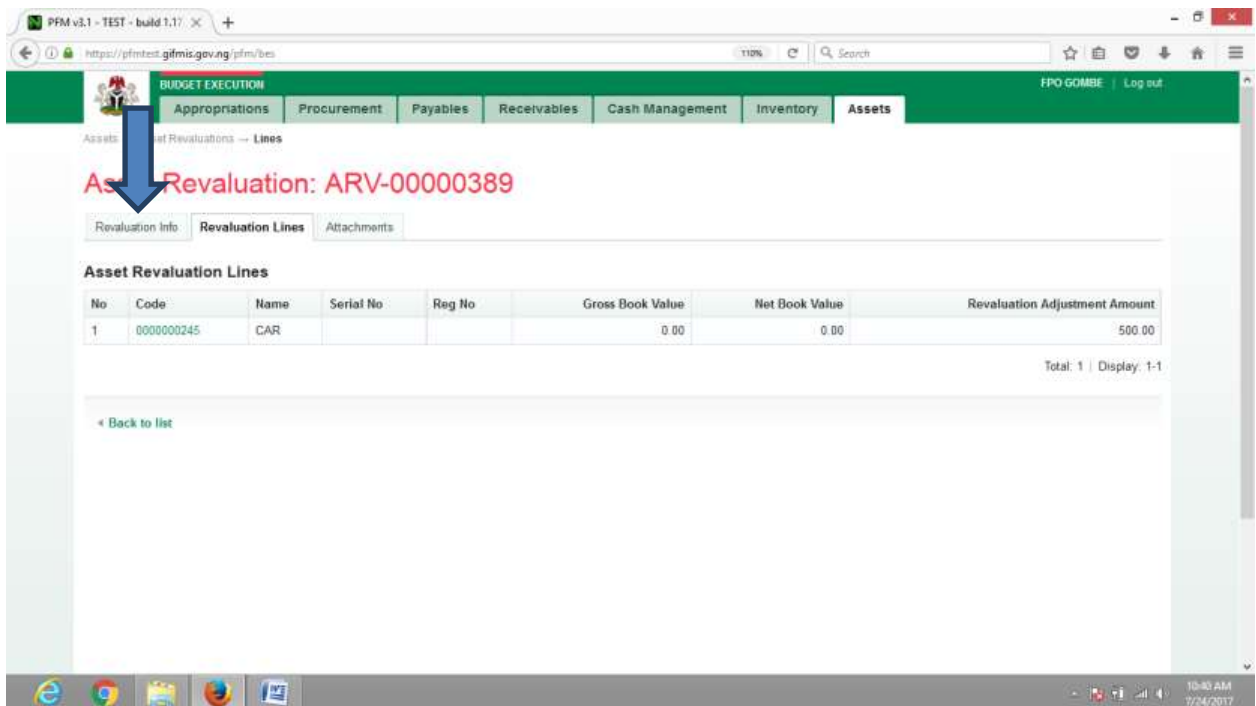 PFM v3.1 - TEST - build 1.1
https://pfmtest.gifmis.gov.ng/pfm/bes
110%
Search
BUDGET EXECUTION
FPO GOMBE | Log out
Appropriations Procurement Payables Receivables Cash Management Inventory Assets
Assets Revaluations → Lines
Revaluation: ARV-00000389
Revaluation Info Revaluation Lines Attachments
Asset Revaluation Lines
No Code Name Serial No Reg No Gross Book Value Net Book Value Revaluation Adjustment Amount
1 0000000245 CAR 0.00 0.00 500.00
Total: 1 | Display: 1-1
« Back to list
10:40 AM
7/24/2017